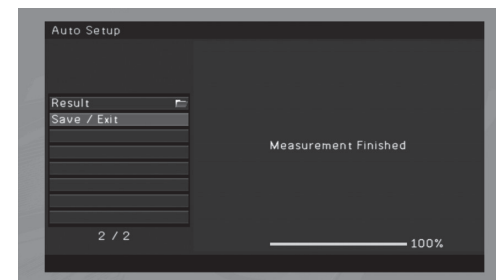 Auto Setup
Result
Save / Exit
Measurement Finished
2 / 2
100%